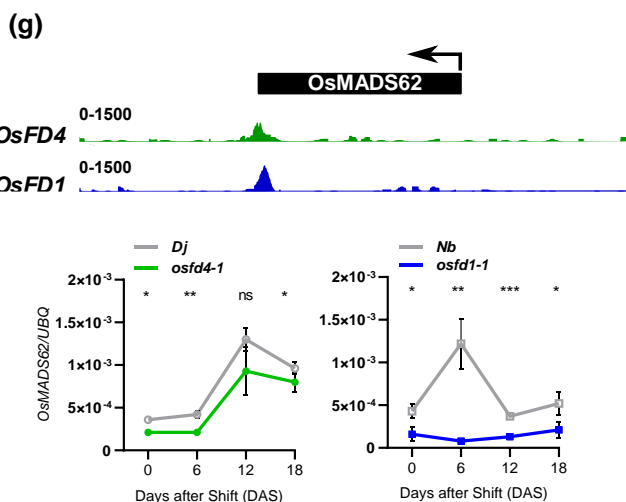 (g)
OsMADS62
0-1500
OsFD4
0-1500
OsFD1
Dj
osfd4-1
Nb
osfd1-1
OsMADS62/UBQ
2×10⁻³
1.5×10⁻³
1×10⁻³
5×10⁻⁴
0
* ** ns *
0 6 12 18
Days after Shift (DAS)
2×10⁻³
1.5×10⁻³
1×10⁻³
5×10⁻⁴
0
* ** *** *
0 6 12 18
Days after Shift (DAS)